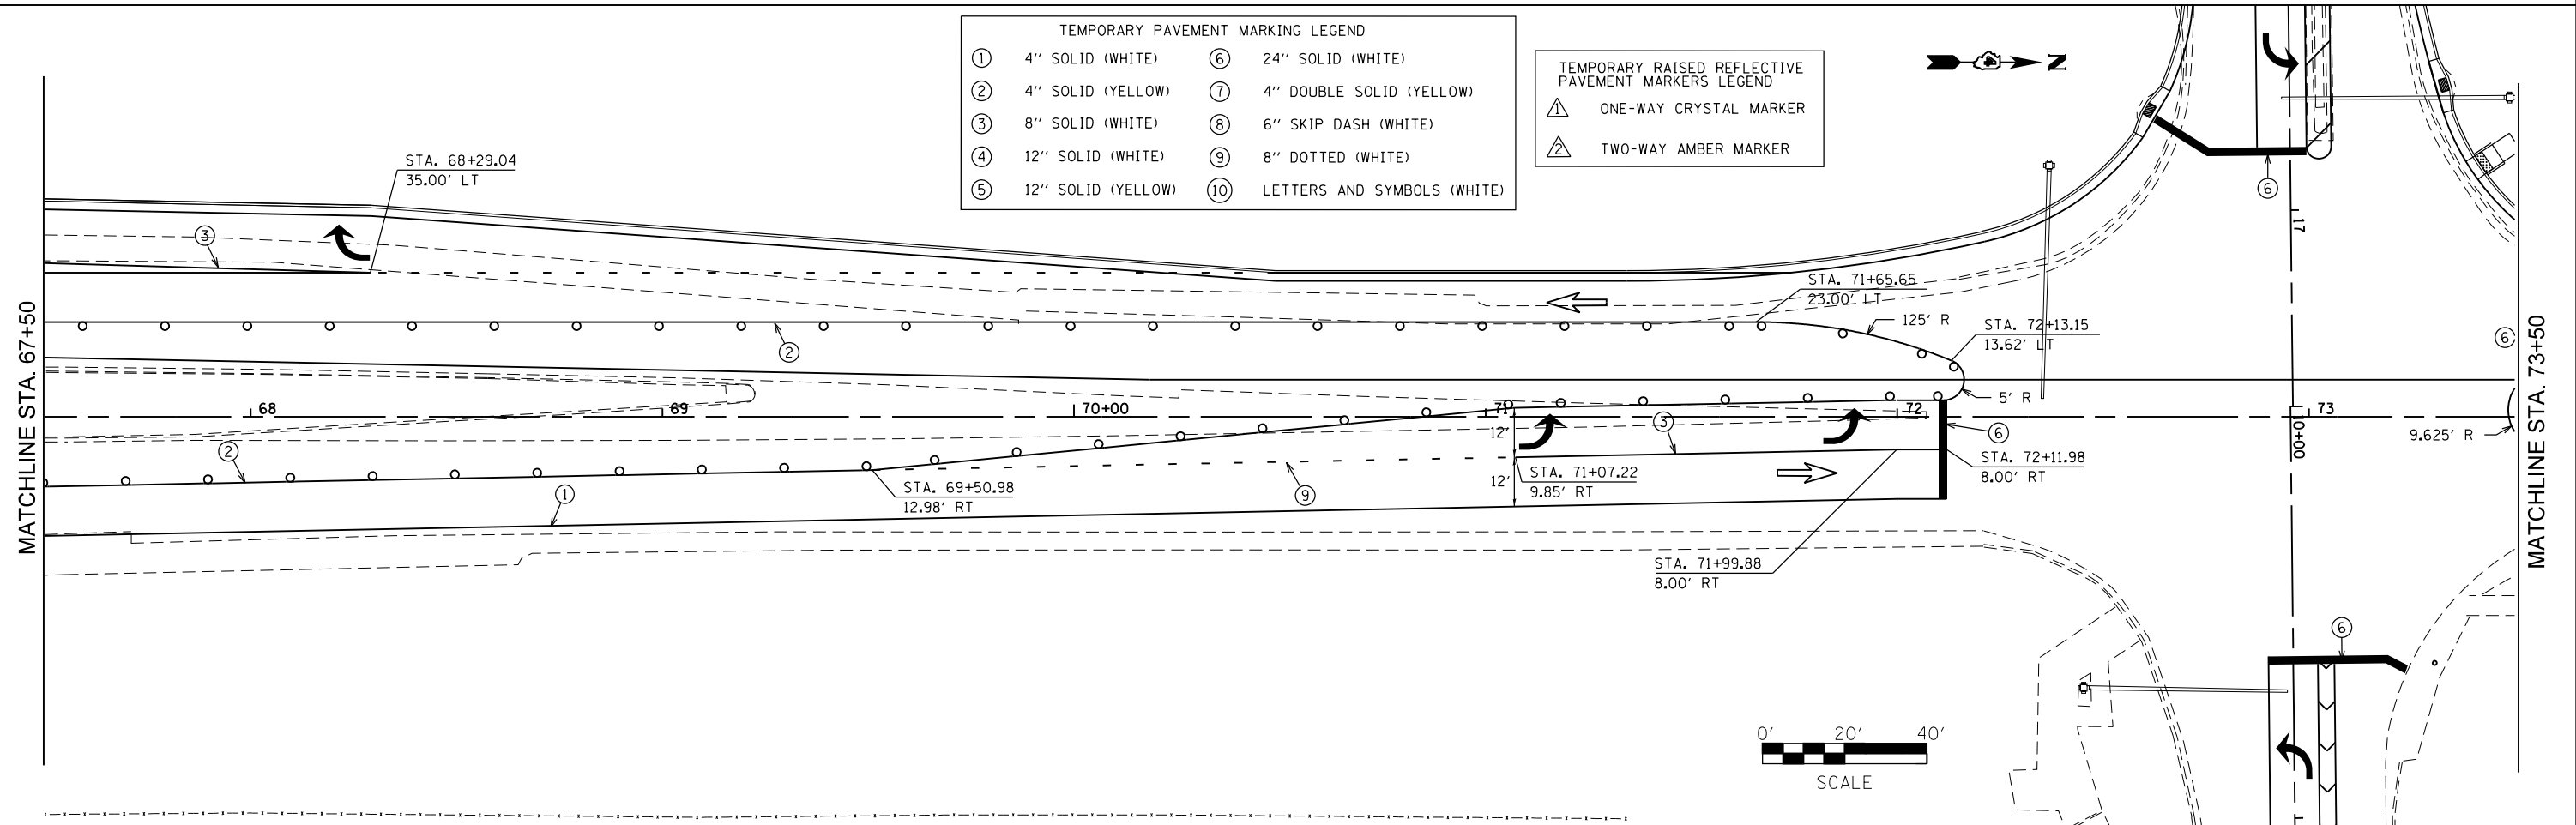 TEMPORARY PAVEMENT MARKING LEGEND
1 4'' SOLID (WHITE)
2 4'' SOLID (YELLOW)
3 8'' SOLID (WHITE)
4 12'' SOLID (WHITE)
5 12'' SOLID (YELLOW)
6 24'' SOLID (WHITE)
7 4'' DOUBLE SOLID (YELLOW)
8 6'' SKIP DASH (WHITE)
9 8'' DOTTED (WHITE)
10 LETTERS AND SYMBOLS (WHITE)
TEMPORARY RAISED REFLECTIVE
PAVEMENT MARKERS LEGEND
1 ONE-WAY CRYSTAL MARKER
2 TWO-WAY AMBER MARKER
N
STA. 68+29.04
35.00' LT
3
6
17
STA. 71+65.65
23.00' LT
125' R
STA. 72+13.15
13.62' LT
6
2
5' R
MATCHLINE STA. 67+50
MATCHLINE STA. 73+50
68
69
70+00
71
72
73
10+00
9.625' R
2
12'
3
6
STA. 72+11.98
8.00' RT
1
STA. 69+50.98
12.98' RT
9
12'
STA. 71+07.22
9.85' RT
STA. 71+99.88
8.00' RT
6
0' 20' 40'
SCALE